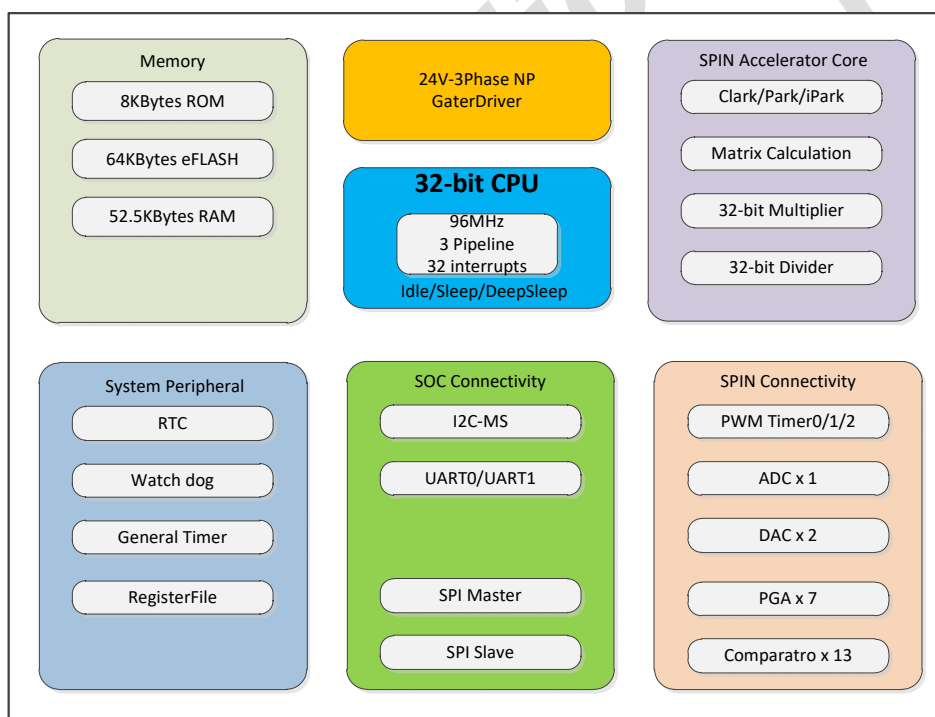 Memory
8KBytes ROM
64KBytes eFLASH
52.5KBytes RAM
24V-3Phase NP
GaterDriver
32-bit CPU
96MHz
3 Pipeline
32 interrupts
Idle/Sleep/DeepSleep
SPIN Accelerator Core
Clark/Park/iPark
Matrix Calculation
32-bit Multiplier
32-bit Divider
System Peripheral
RTC
Watch dog
General Timer
RegisterFile
SOC Connectivity
I2C-MS
UART0/UART1
SPI Master
SPI Slave
SPIN Connectivity
PWM Timer0/1/2
ADC x 1
DAC x 2
PGA x 7
Comparatro x 13